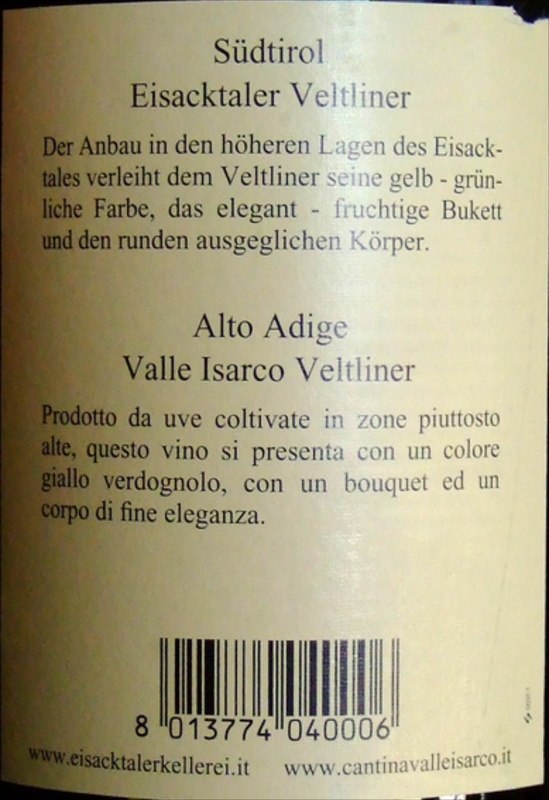 Südtirol
Eisacktaler Veltliner
Der Anbau in den höheren Lagen des Eisack-
tales verleiht dem Veltliner seine gelb - grün-
liche Farbe, das elegant - fruchtige Bukett
und den runden ausgeglichen Körper.
Alto Adige
Valle Isarco Veltliner
Prodotto da uve coltivate in zone piuttosto
alte, questo vino si presenta con un colore
giallo verdognolo, con un bouquet ed un
corpo di fine eleganza.
8 013774 040006
www.eisacktalerkellerei.it www.cantinavalleisarco.it